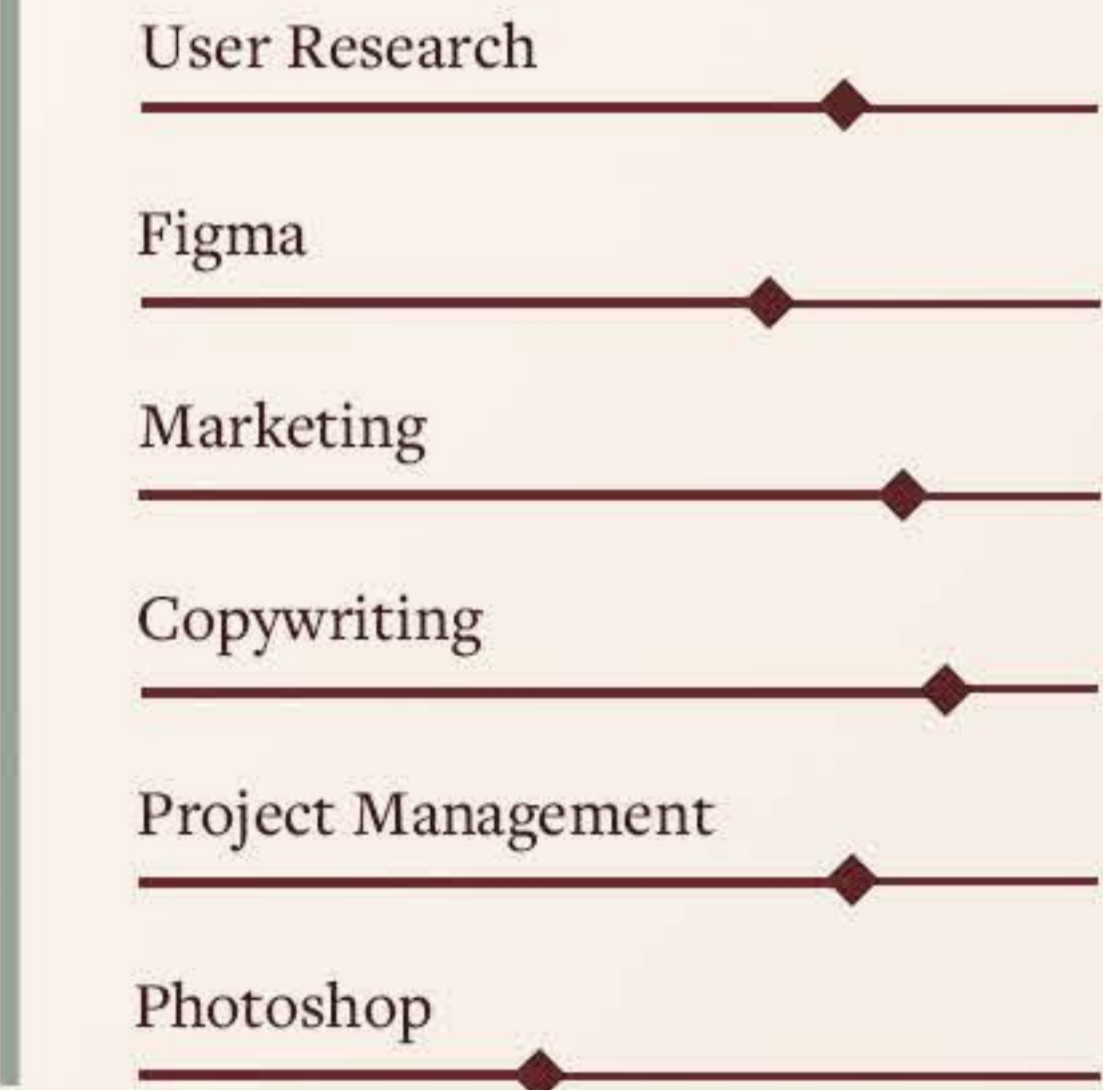 User Research
Figma
Marketing
Copywriting
Project Management
Photoshop